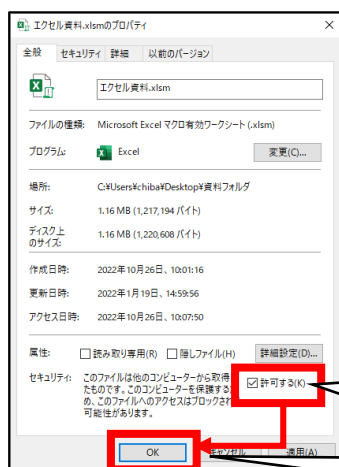 エクセル資料.xlsmのプロパティ
全般 セキュリティ 詳細 以前のバージョン
エクセル資料.xlsm
ファイルの種類: Microsoft Excel マクロ有効ワークシート (.xlsm)
プログラム: Excel 変更(C)...
場所: C:¥Users¥chiba¥Desktop¥資料フォルダ
サイズ: 1.16 MB (1,217,194 バイト)
ディスク上
のサイズ: 1.16 MB (1,220,608 バイト)
作成日時: 2022年10月26日、10:01:16
更新日時: 2022年1月19日、14:59:56
アクセス日時: 2022年10月26日、10:07:50
属性: 読み取り専用(R) 隠しファイル(H) 詳細設定(D)...
セキュリティ: このファイルは他のコンピューターから取得
たものです。このコンピューターを保護する
め、このファイルへのアクセスはブロックされ
可能性があります。
許可する(K)
OK キャンセル 適用(A)